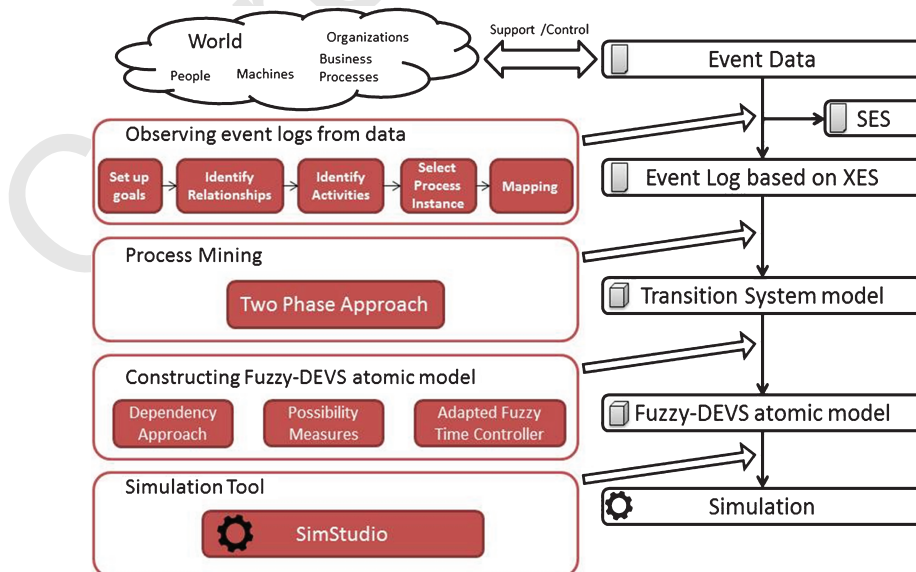 World
Organizations
Business
Processes
People
Machines
Support /Control
Event Data
SES
Observing event logs from data
Set up
goals
Identify
Relationships
Identify
Activities
Select
Process
Instance
Mapping
Event Log based on XES
Process Mining
Two Phase Approach
Transition System model
Constructing Fuzzy-DEVS atomic model
Dependency
Approach
Possibility
Measures
Adapted Fuzzy
Time Controller
Fuzzy-DEVS atomic model
Simulation Tool
SimStudio
Simulation